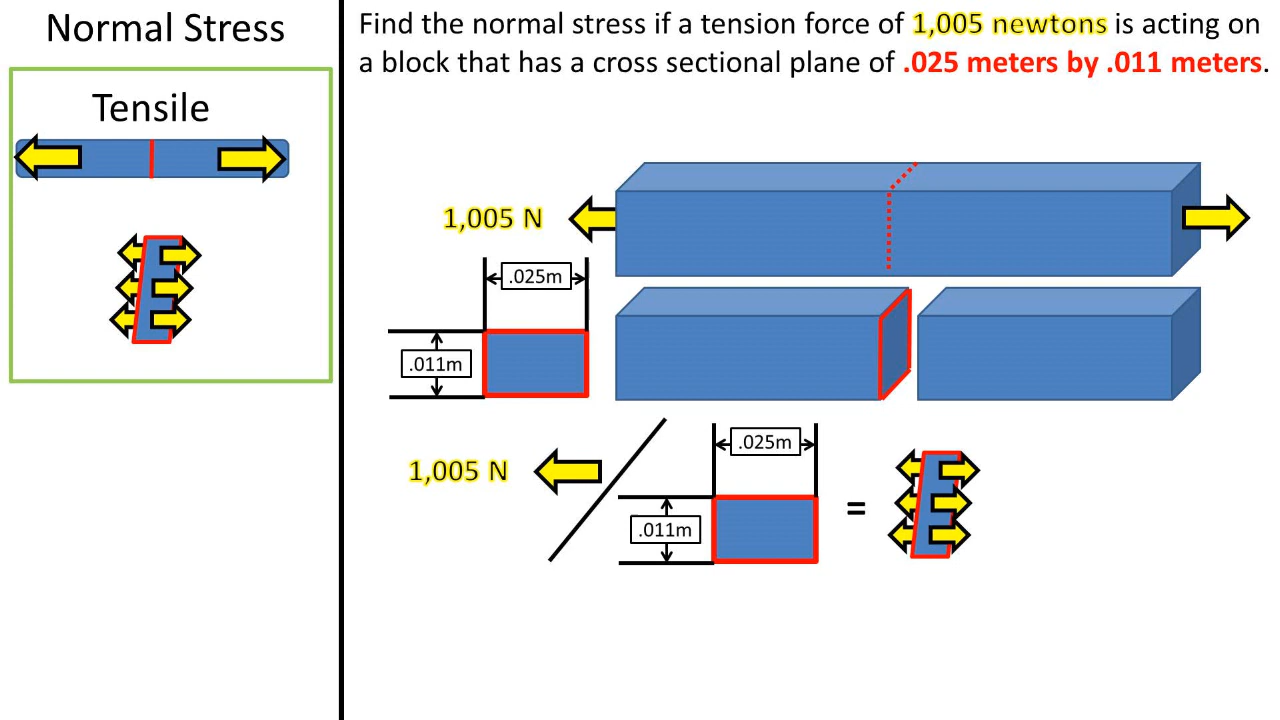 Normal Stress
Tensile
Find the normal stress if a tension force of 1,005 newtons is acting on
a block that has a cross sectional plane of .025 meters by .011 meters.
1,005 N
.025m
.011m
1,005 N
.025m
.011m
=